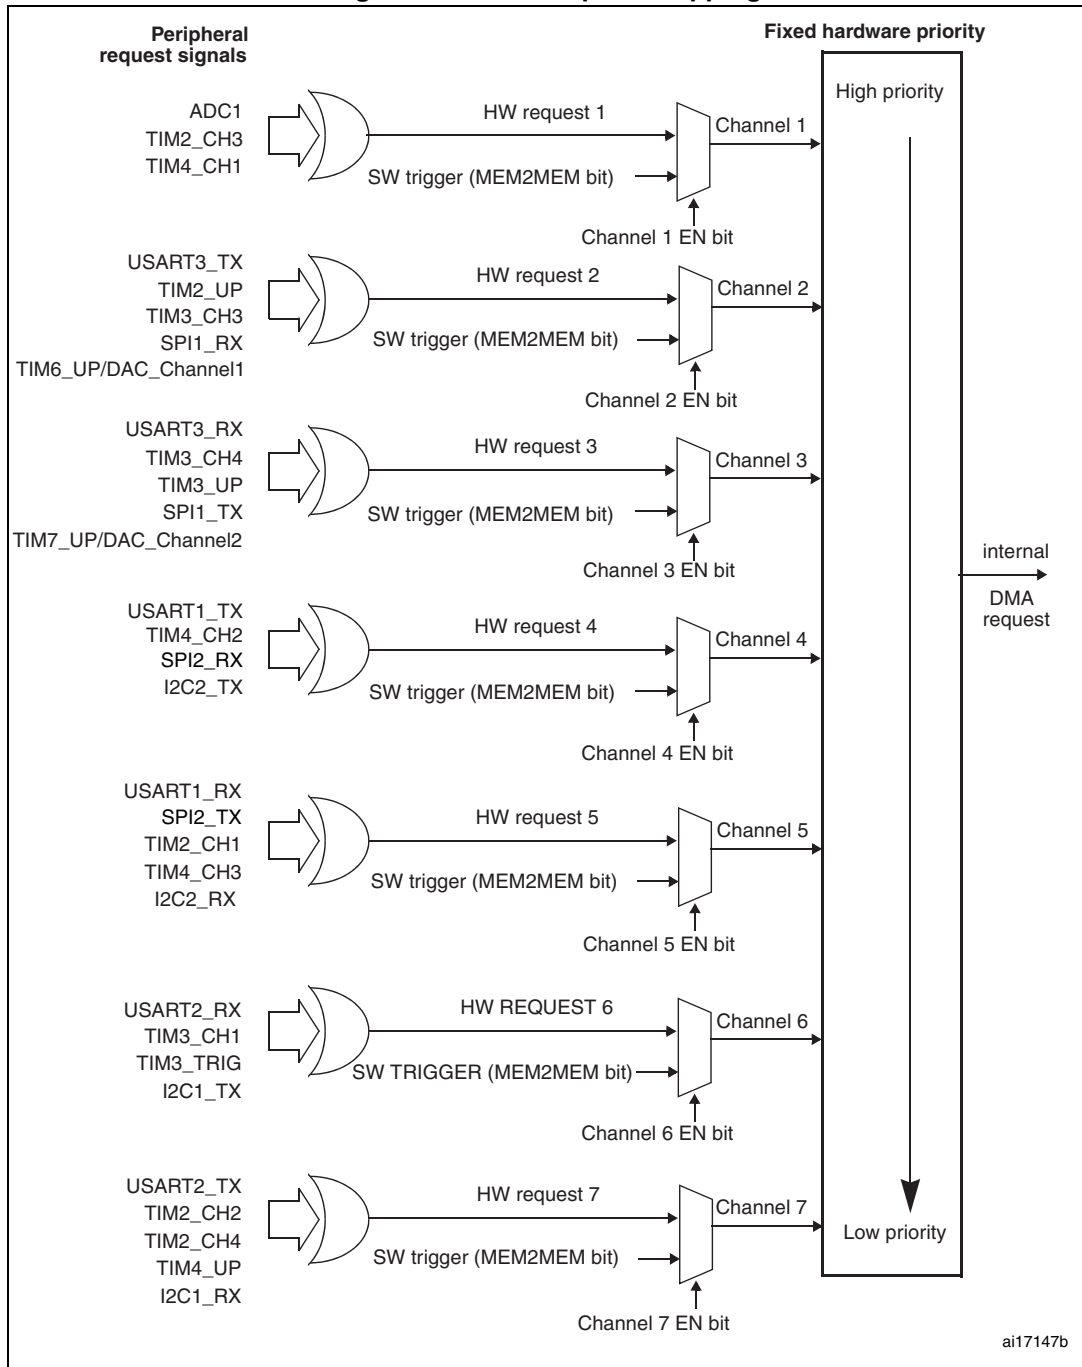 Peripheral
request signals
Fixed hardware priority
High priority
ADC1
TIM2_CH3
TIM4_CH1
HW request 1
SW trigger (MEM2MEM bit)
Channel 1
Channel 1 EN bit
USART3_TX
TIM2_UP
TIM3_CH3
SPI1_RX
TIM6_UP/DAC_Channel1
HW request 2
SW trigger (MEM2MEM bit)
Channel 2
Channel 2 EN bit
USART3_RX
TIM3_CH4
TIM3_UP
SPI1_TX
TIM7_UP/DAC_Channel2
HW request 3
SW trigger (MEM2MEM bit)
Channel 3
Channel 3 EN bit
internal
DMA
request
USART1_TX
TIM4_CH2
SPI2_RX
I2C2_TX
HW request 4
SW trigger (MEM2MEM bit)
Channel 4
Channel 4 EN bit
USART1_RX
SPI2_TX
TIM2_CH1
TIM4_CH3
I2C2_RX
HW request 5
SW trigger (MEM2MEM bit)
Channel 5
Channel 5 EN bit
USART2_RX
TIM3_CH1
TIM3_TRIG
I2C1_TX
HW REQUEST 6
SW TRIGGER (MEM2MEM bit)
Channel 6
Channel 6 EN bit
USART2_TX
TIM2_CH2
TIM2_CH4
TIM4_UP
I2C1_RX
HW request 7
SW trigger (MEM2MEM bit)
Channel 7
Channel 7 EN bit
Low priority
ai17147b